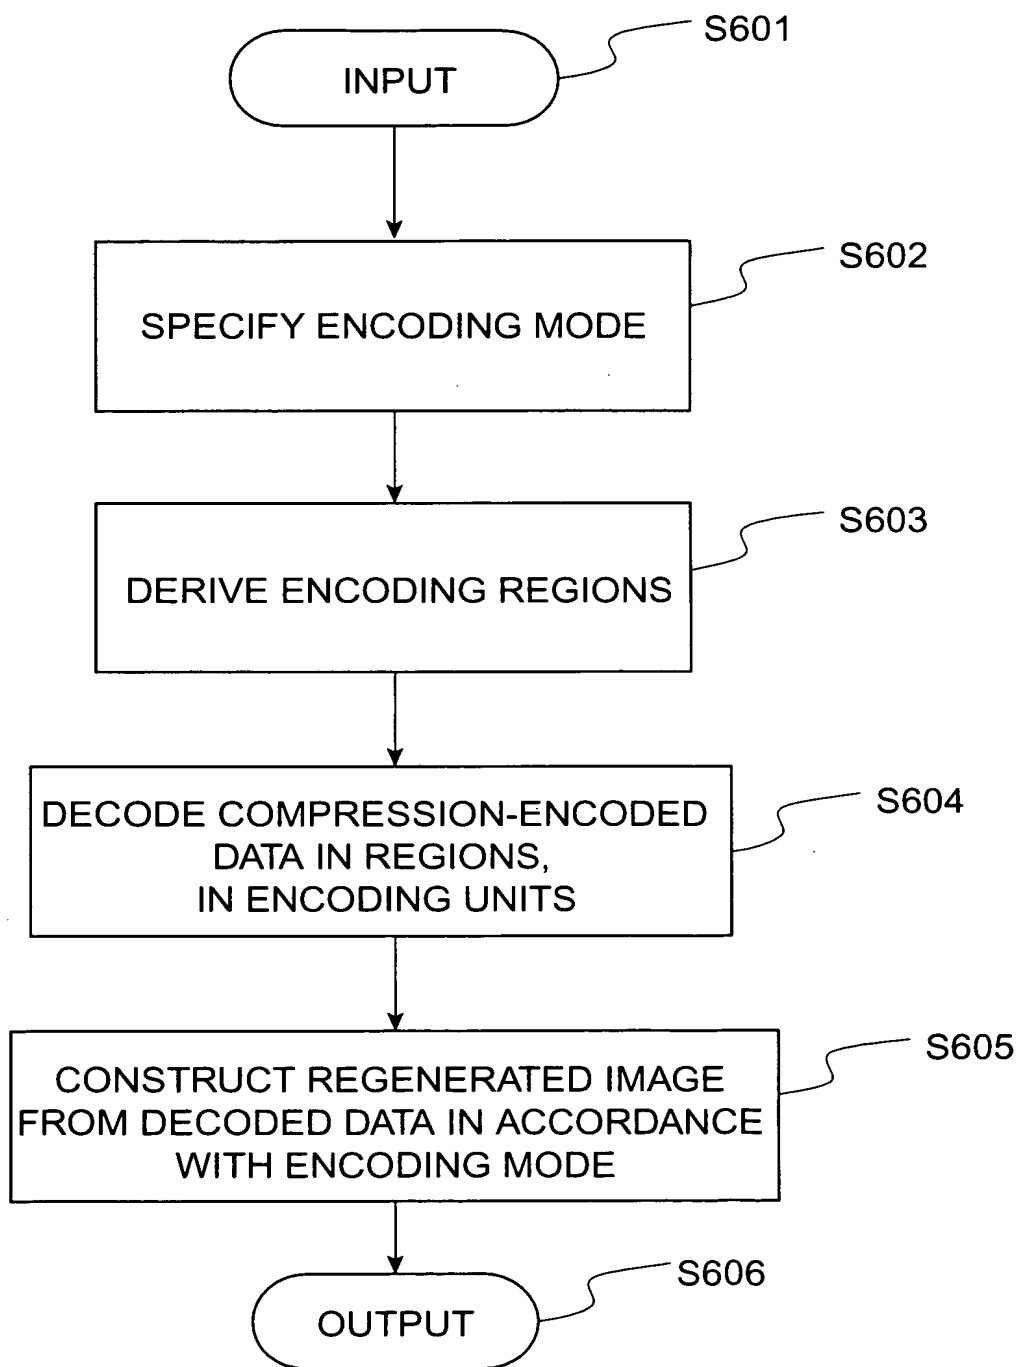 S601
INPUT
S602
SPECIFY ENCODING MODE
S603
DERIVE ENCODING REGIONS
S604
DECODE COMPRESSION-ENCODED
DATA IN REGIONS,
IN ENCODING UNITS
S605
CONSTRUCT REGENERATED IMAGE
FROM DECODED DATA IN ACCORDANCE
WITH ENCODING MODE
S606
OUTPUT